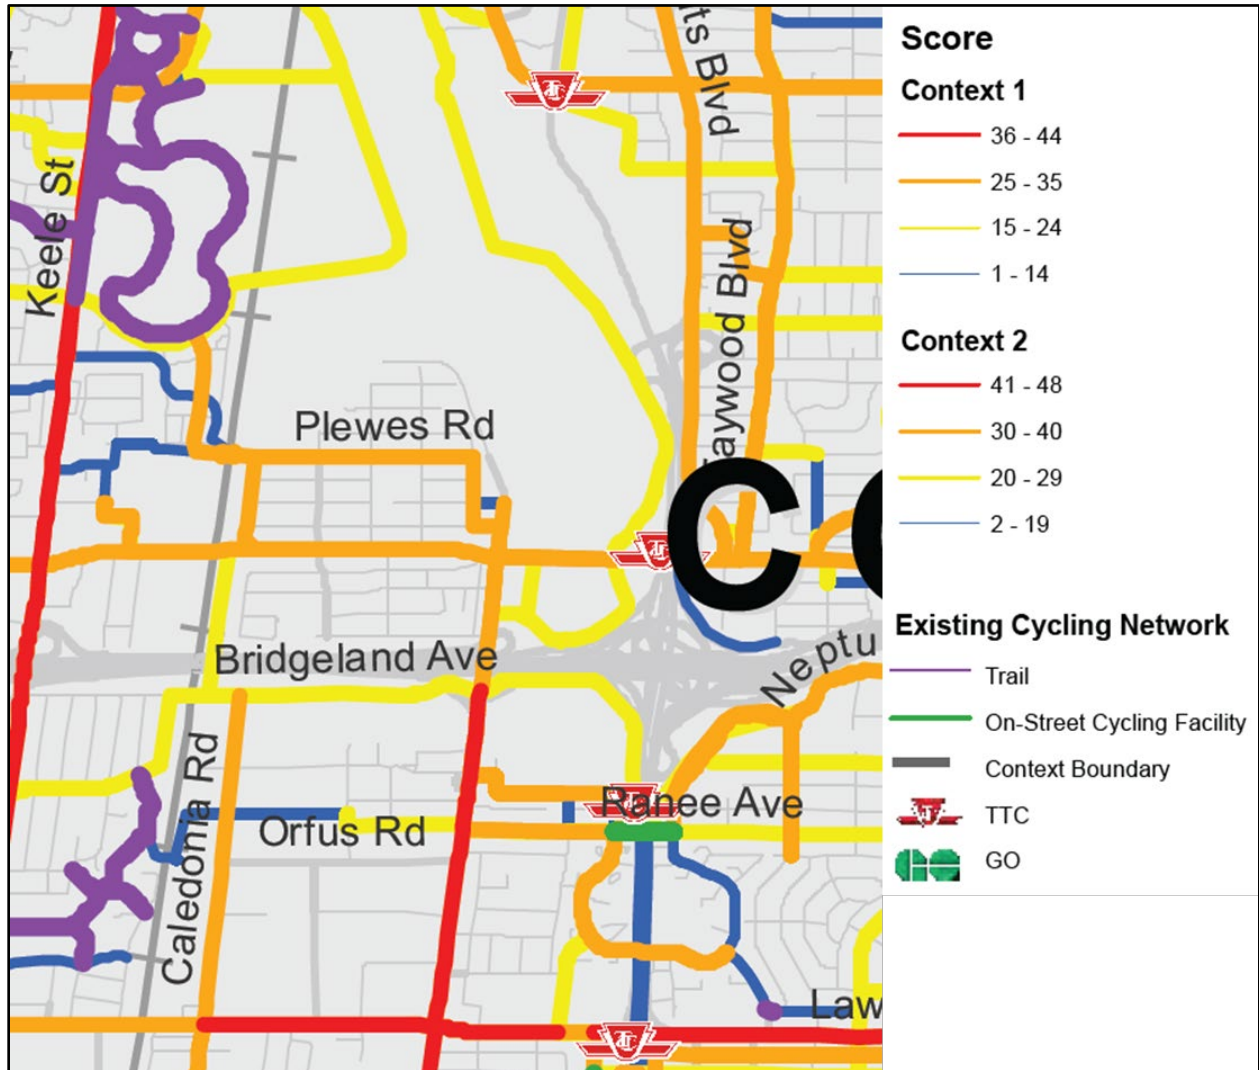 Score
Context 1
36 - 44
25 - 35
15 - 24
1 - 14
Context 2
41 - 48
30 - 40
20 - 29
2 - 19
Existing Cycling Network
Trail
On-Street Cycling Facility
Context Boundary
TTC
GO
ts Blvd
Keele St
aywood Blvd
Plewes Rd
C
Bridgeland Ave
Neptu
Caledonia Rd
Ranee Ave
Orfus Rd
Law